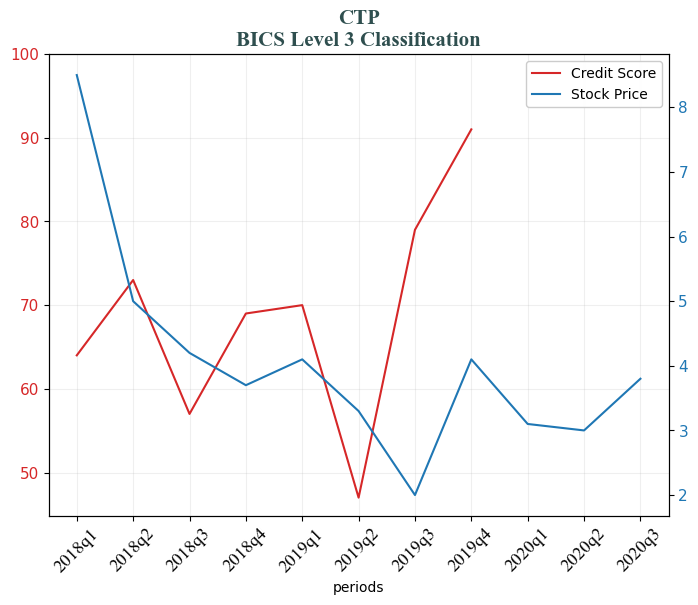 CTP
BICS Level 3 Classification
Credit Score
Stock Price
100
90
80
70
60
50
8
7
6
5
4
3
2
2018q1
2018q2
2018q3
2018q4
2019q1
2019q2
2019q3
2019q4
2020q1
2020q2
2020q3
periods